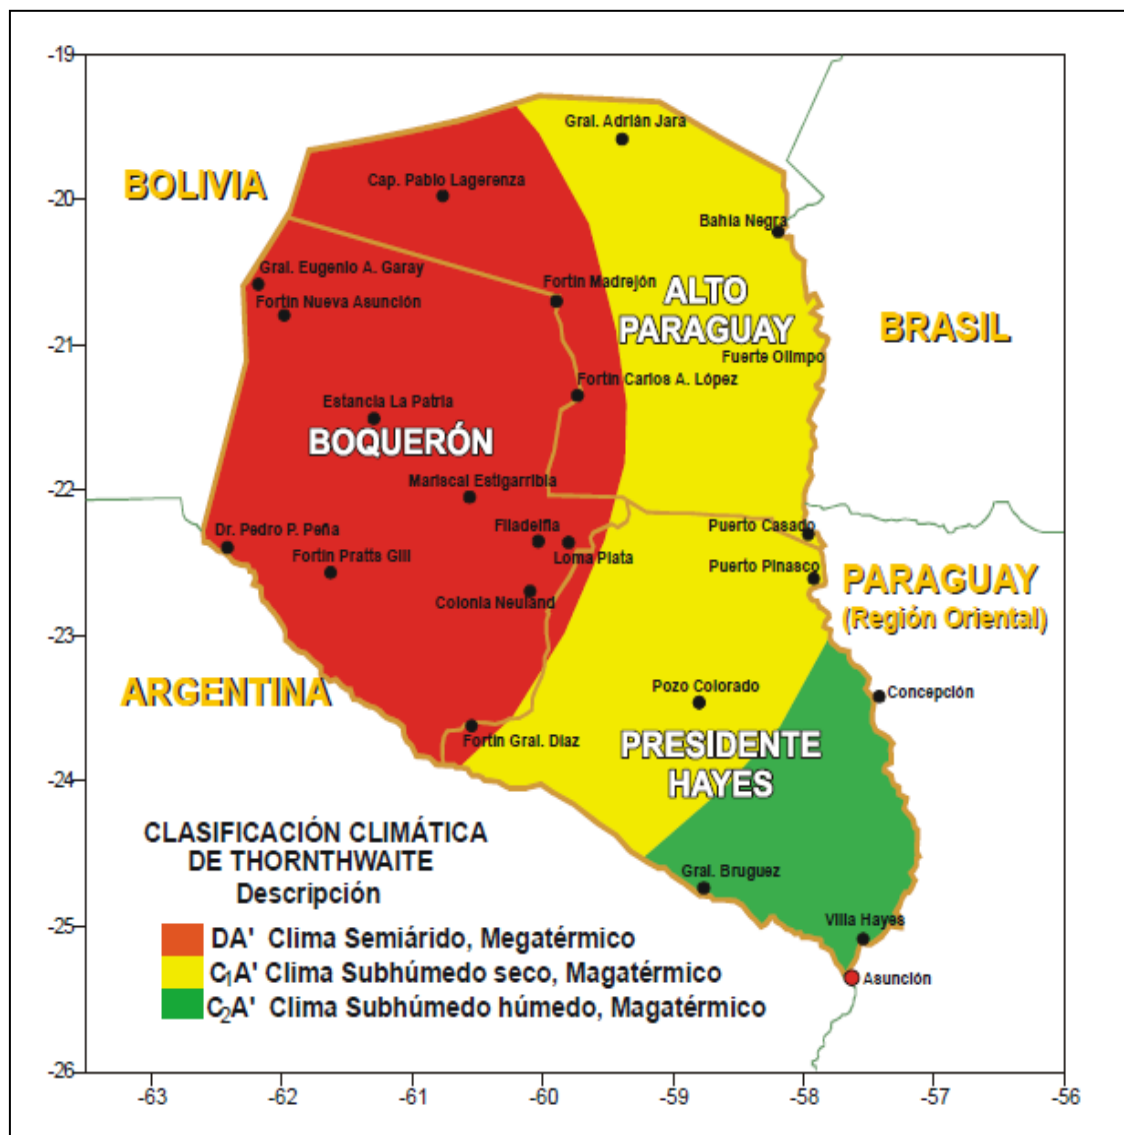 -19
Gral. Adrián Jara
BOLIVIA
Cap. Pablo Lagerenza
-20
Bahía Negra
Gral. Eugenio A. Garay
Fortín Nueva Asunción
Fortín Madrejón
ALTO
PARAGUAY
BRASIL
-21
Fuerte Olimpo
Fortín Carlos A. López
Estancia La Patria
BOQUERÓN
Mariscal Estigarribia
-22
Dr. Pedro P. Peña
Filadelfia
Puerto Casado
Fortín Pratts Gill
Loma Plata
Puerto Pinasco
PARAGUAY
(Región Oriental)
Colonia Neuland
-23
ARGENTINA
Pozo Colorado
Concepción
Fortín Gral. Díaz
PRESIDENTE
HAYES
-24
CLASIFICACIÓN CLIMÁTICA
DE THORNTHWAITE
Descripción
Gral. Bruguez
-25
Villa Hayes
DA' Clima Semiárido, Megatérmico
C₁A' Clima Subhúmedo seco, Magatérmico
C₂A' Clima Subhúmedo húmedo, Magatérmico
Asunción
-26
-63 -62 -61 -60 -59 -58 -57 -56